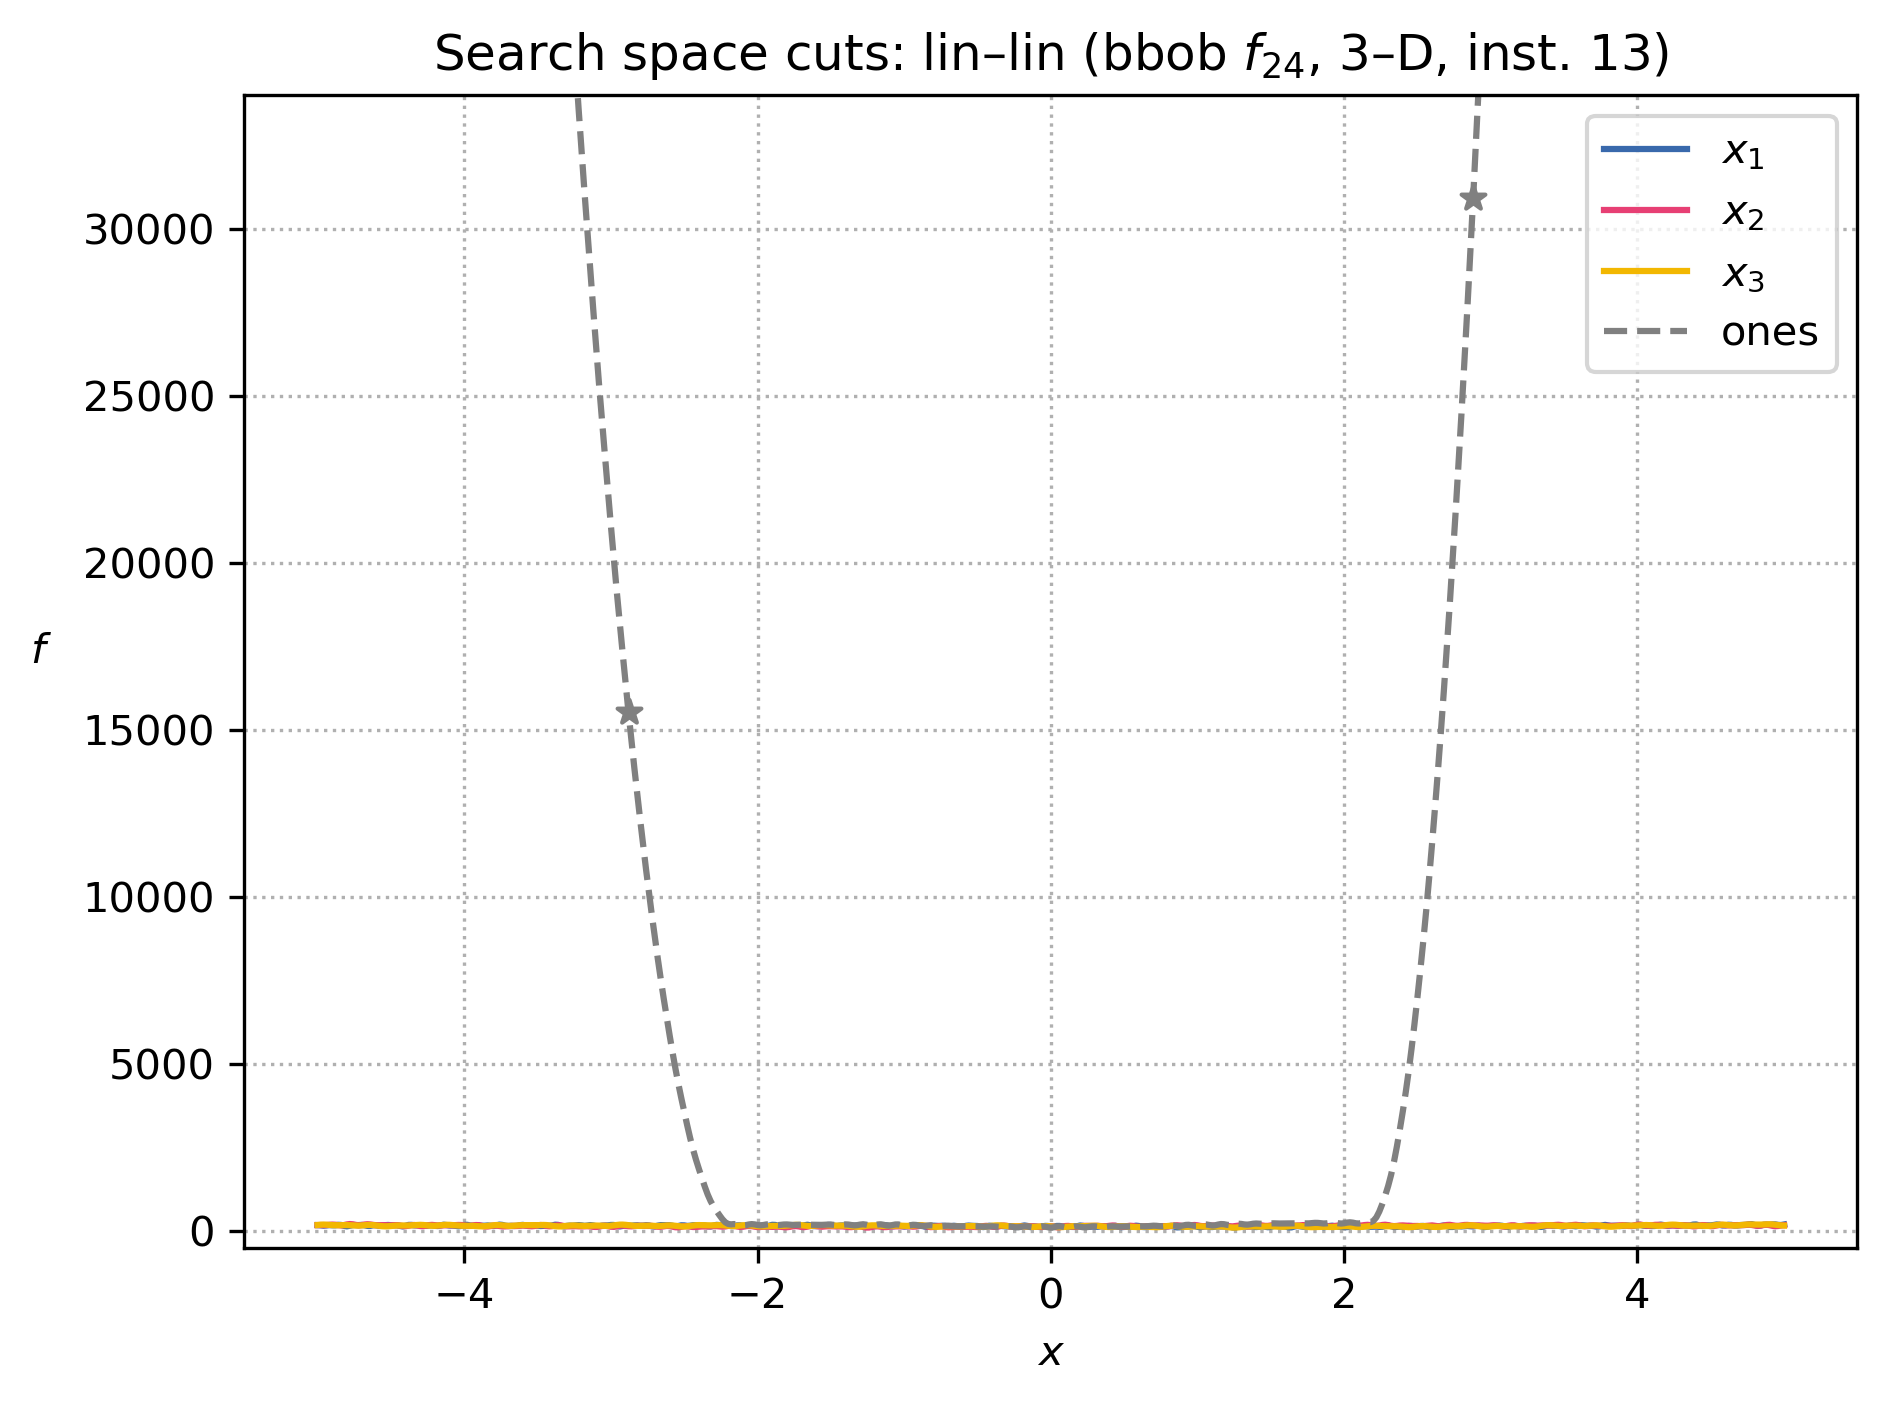 Search space cuts: lin–lin (bbob f24, 3–D, inst. 13)
x1
x2
x3
ones
30000
25000
20000
15000
10000
5000
0
f
−4 −2 0 2 4
x